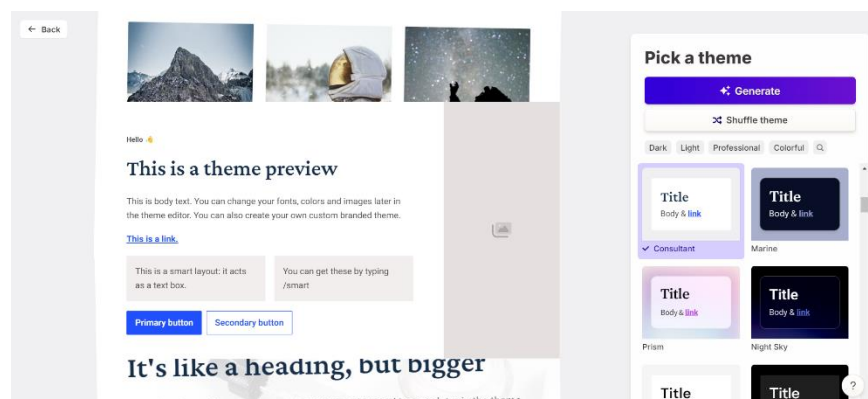 ← Back
Hello 👋
This is a theme preview
This is body text. You can change your fonts, colors and images later in
the theme editor. You can also create your own custom branded theme.
This is a link.
This is a smart layout: it acts
as a text box.
You can get these by typing
/smart
Primary button
Secondary button
It's like a heading, but bigger
Pick a theme
Generate
Shuffle theme
Dark
Light
Professional
Colorful
Title
Body & link
Consultant
Title
Body & link
Marine
Title
Body & link
Prism
Title
Body & link
Night Sky
Title
Title
?